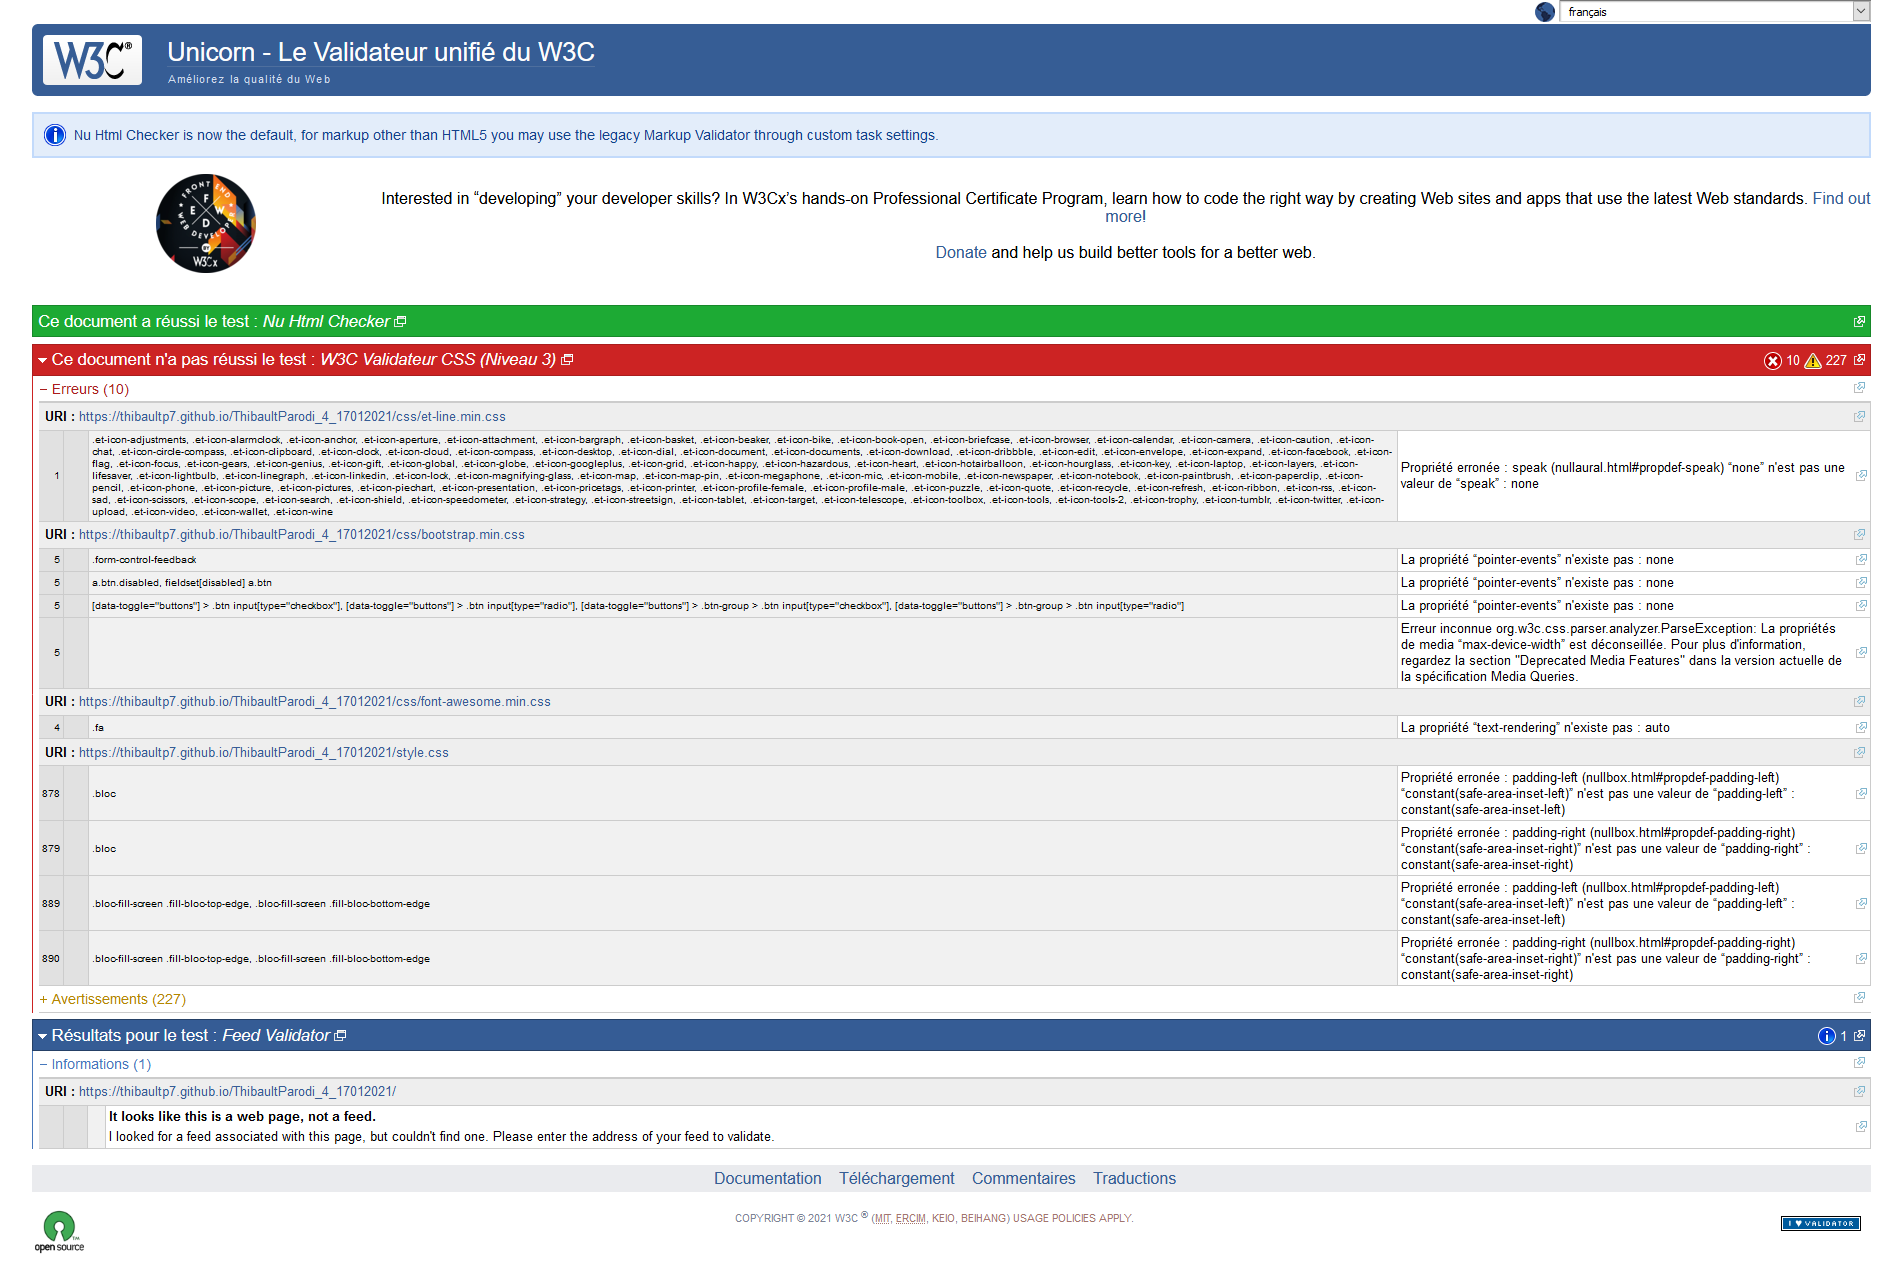 français
W3C®
Unicorn - Le Validateur unifié du W3C
Améliorez la qualité du Web
Nu Html Checker is now the default, for markup other than HTML5 you may use the legacy Markup Validator through custom task settings.
FRONT END
E F W D
WEB DEVELOPER
BY
W3Cx
Interested in “developing” your developer skills? In W3Cx’s hands-on Professional Certificate Program, learn how to code the right way by creating Web sites and apps that use the latest Web standards. Find out
more!
Donate and help us build better tools for a better web.
Ce document a réussi le test : Nu Html Checker
Ce document n'a pas réussi le test : W3C Validateur CSS (Niveau 3)
10 227
− Erreurs (10)
URI : https://thibaultp7.github.io/ThibaultParodi_4_17012021/css/et-line.min.css
1
.et-icon-adjustments, .et-icon-alarmclock, .et-icon-anchor, .et-icon-aperture, .et-icon-attachment, .et-icon-bargraph, .et-icon-basket, .et-icon-beaker, .et-icon-bike, .et-icon-book-open, .et-icon-briefcase, .et-icon-browser, .et-icon-calendar, .et-icon-camera, .et-icon-caution, .et-icon-
chat, .et-icon-circle-compass, .et-icon-clipboard, .et-icon-clock, .et-icon-cloud, .et-icon-compass, .et-icon-desktop, .et-icon-dial, .et-icon-document, .et-icon-documents, .et-icon-download, .et-icon-dribbble, .et-icon-edit, .et-icon-envelope, .et-icon-expand, .et-icon-facebook, .et-icon-
flag, .et-icon-focus, .et-icon-gears, .et-icon-genius, .et-icon-gift, .et-icon-global, .et-icon-globe, .et-icon-googleplus, .et-icon-grid, .et-icon-happy, .et-icon-hazardous, .et-icon-heart, .et-icon-hotairballoon, .et-icon-hourglass, .et-icon-key, .et-icon-laptop, .et-icon-layers, .et-icon-
lifesaver, .et-icon-lightbulb, .et-icon-linegraph, .et-icon-linkedin, .et-icon-lock, .et-icon-magnifying-glass, .et-icon-map, .et-icon-map-pin, .et-icon-megaphone, .et-icon-mic, .et-icon-mobile, .et-icon-newspaper, .et-icon-notebook, .et-icon-paintbrush, .et-icon-paperclip, .et-icon-
pencil, .et-icon-phone, .et-icon-picture, .et-icon-pictures, .et-icon-piechart, .et-icon-presentation, .et-icon-pricetags, .et-icon-printer, .et-icon-profile-female, .et-icon-profile-male, .et-icon-puzzle, .et-icon-quote, .et-icon-recycle, .et-icon-refresh, .et-icon-ribbon, .et-icon-rss, .et-icon-
sad, .et-icon-scissors, .et-icon-scope, .et-icon-search, .et-icon-shield, .et-icon-speedometer, .et-icon-strategy, .et-icon-streetsign, .et-icon-tablet, .et-icon-target, .et-icon-telescope, .et-icon-toolbox, .et-icon-tools, .et-icon-tools-2, .et-icon-trophy, .et-icon-tumblr, .et-icon-twitter, .et-icon-
upload, .et-icon-video, .et-icon-wallet, .et-icon-wine
Propriété erronée : speak (nullaural.html#propdef-speak) “none” n'est pas une
valeur de “speak” : none
URI : https://thibaultp7.github.io/ThibaultParodi_4_17012021/css/bootstrap.min.css
5 .form-control-feedback La propriété “pointer-events” n'existe pas : none
5 a.btn.disabled, fieldset[disabled] a.btn La propriété “pointer-events” n'existe pas : none
5 [data-toggle="buttons"] > .btn input[type="checkbox"], [data-toggle="buttons"] > .btn input[type="radio"], [data-toggle="buttons"] > .btn-group > .btn input[type="checkbox"], [data-toggle="buttons"] > .btn-group > .btn input[type="radio"] La propriété “pointer-events” n'existe pas : none
5
Erreur inconnue org.w3c.css.parser.analyzer.ParseException: La propriétés
de media “max-device-width” est déconseillée. Pour plus d'information,
regardez la section "Deprecated Media Features" dans la version actuelle de
la spécification Media Queries.
URI : https://thibaultp7.github.io/ThibaultParodi_4_17012021/css/font-awesome.min.css
4 .fa La propriété “text-rendering” n'existe pas : auto
URI : https://thibaultp7.github.io/ThibaultParodi_4_17012021/style.css
878 .bloc
Propriété erronée : padding-left (nullbox.html#propdef-padding-left)
“constant(safe-area-inset-left)” n'est pas une valeur de “padding-left” :
constant(safe-area-inset-left)
879 .bloc
Propriété erronée : padding-right (nullbox.html#propdef-padding-right)
“constant(safe-area-inset-right)” n'est pas une valeur de “padding-right” :
constant(safe-area-inset-right)
889 .bloc-fill-screen .fill-bloc-top-edge, .bloc-fill-screen .fill-bloc-bottom-edge
Propriété erronée : padding-left (nullbox.html#propdef-padding-left)
“constant(safe-area-inset-left)” n'est pas une valeur de “padding-left” :
constant(safe-area-inset-left)
890 .bloc-fill-screen .fill-bloc-top-edge, .bloc-fill-screen .fill-bloc-bottom-edge
Propriété erronée : padding-right (nullbox.html#propdef-padding-right)
“constant(safe-area-inset-right)” n'est pas une valeur de “padding-right” :
constant(safe-area-inset-right)
+ Avertissements (227)
Résultats pour le test : Feed Validator
1
− Informations (1)
URI : https://thibaultp7.github.io/ThibaultParodi_4_17012021/
It looks like this is a web page, not a feed.
I looked for a feed associated with this page, but couldn't find one. Please enter the address of your feed to validate.
Documentation Téléchargement Commentaires Traductions
COPYRIGHT © 2021 W3C ® (MIT, ERCIM, KEIO, BEIHANG) USAGE POLICIES APPLY.
open source TM
I ♥ VALIDATOR